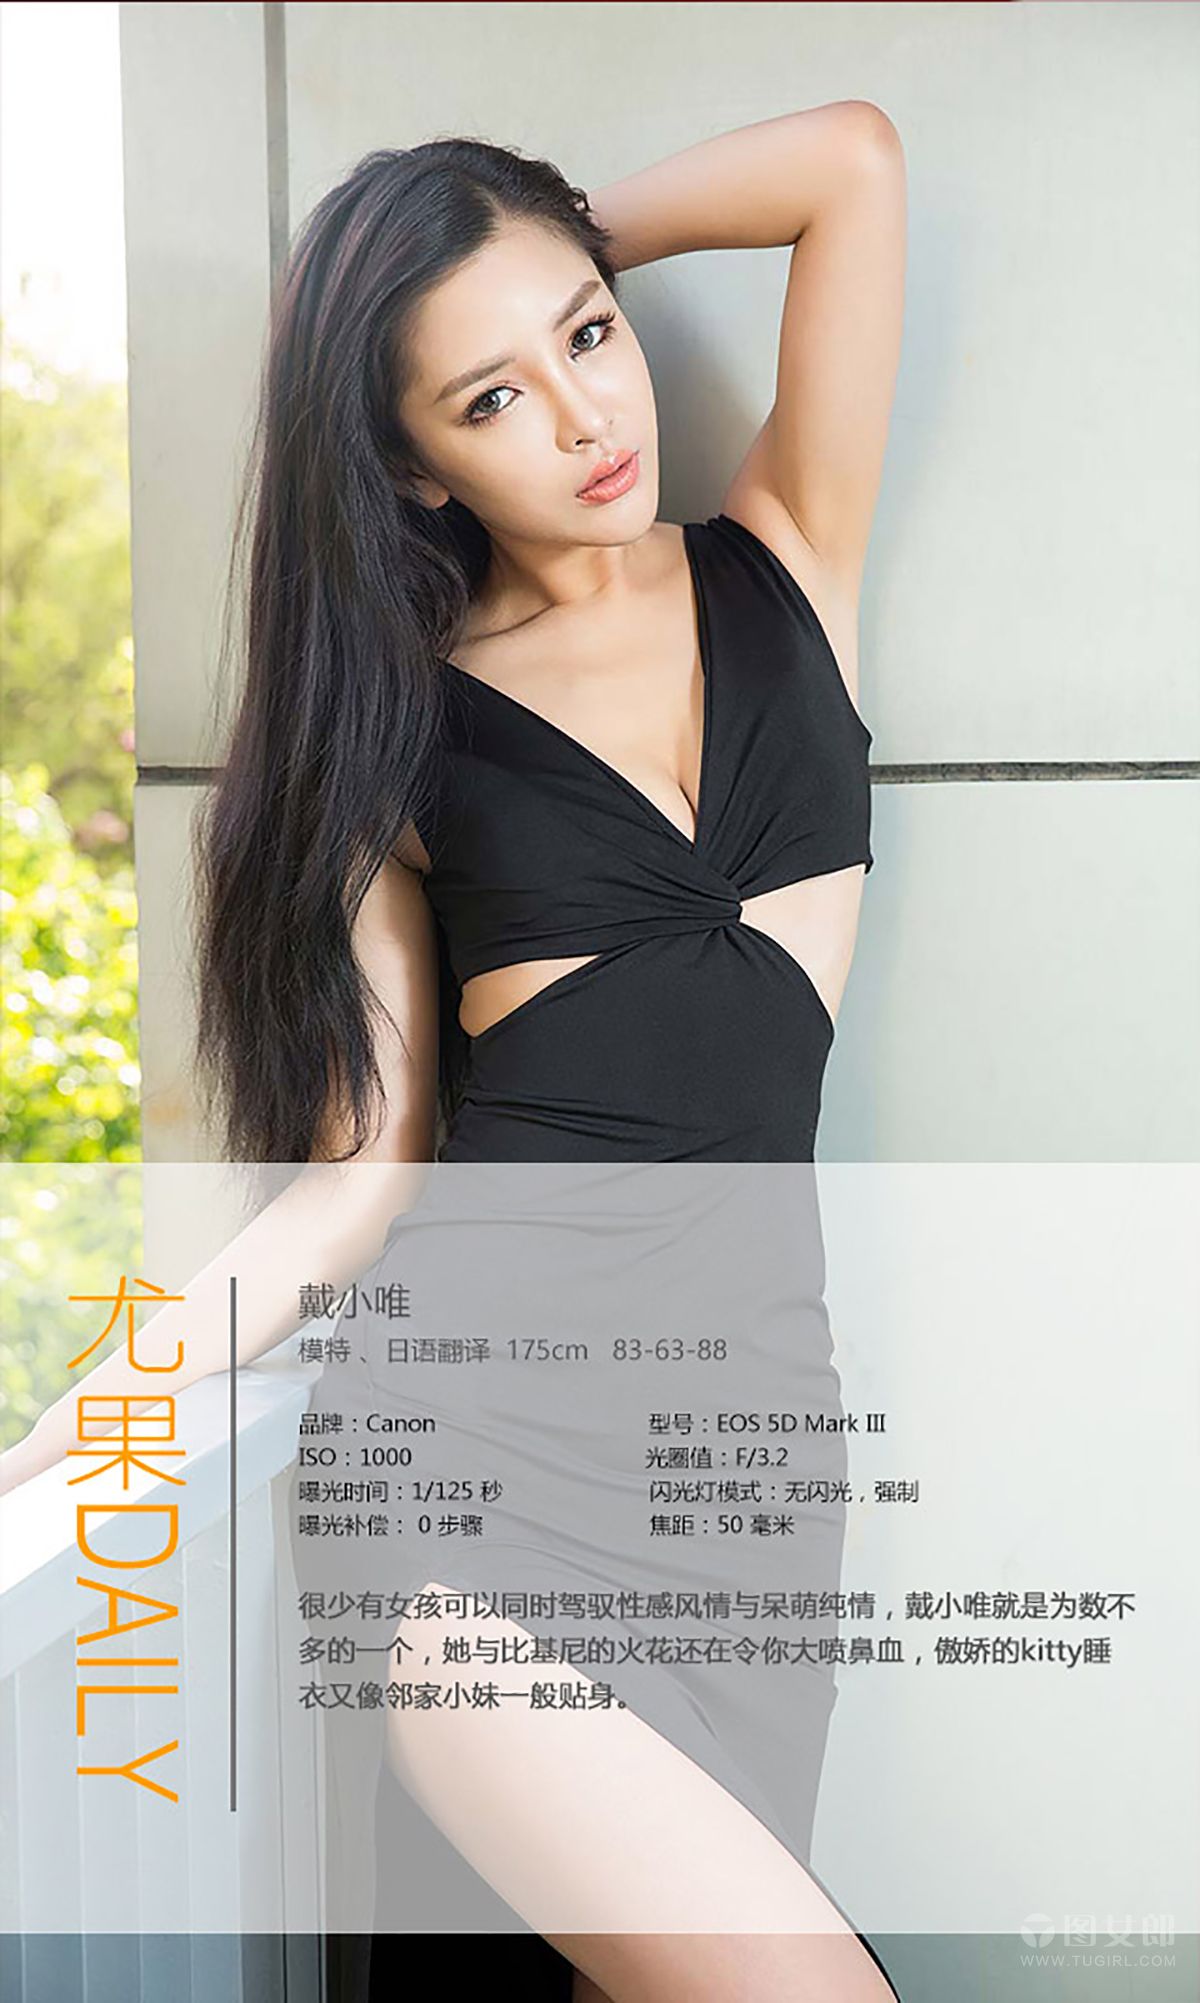 尤果DAILY
戴小唯
模特 、日语翻译 175cm 83-63-88
品牌：Canon 型号：EOS 5D Mark III
ISO：1000 光圈值：F/3.2
曝光时间：1/125 秒 闪光灯模式：无闪光，强制
曝光补偿： 0 步骤 焦距：50 毫米
很少有女孩可以同时驾驭性感风情与呆萌纯情，戴小唯就是为数不
多的一个，她与比基尼的火花还在令你大喷鼻血，傲娇的kitty睡
衣又像邻家小妹一般贴身。
图女郎
WWW.TUGIRL.COM